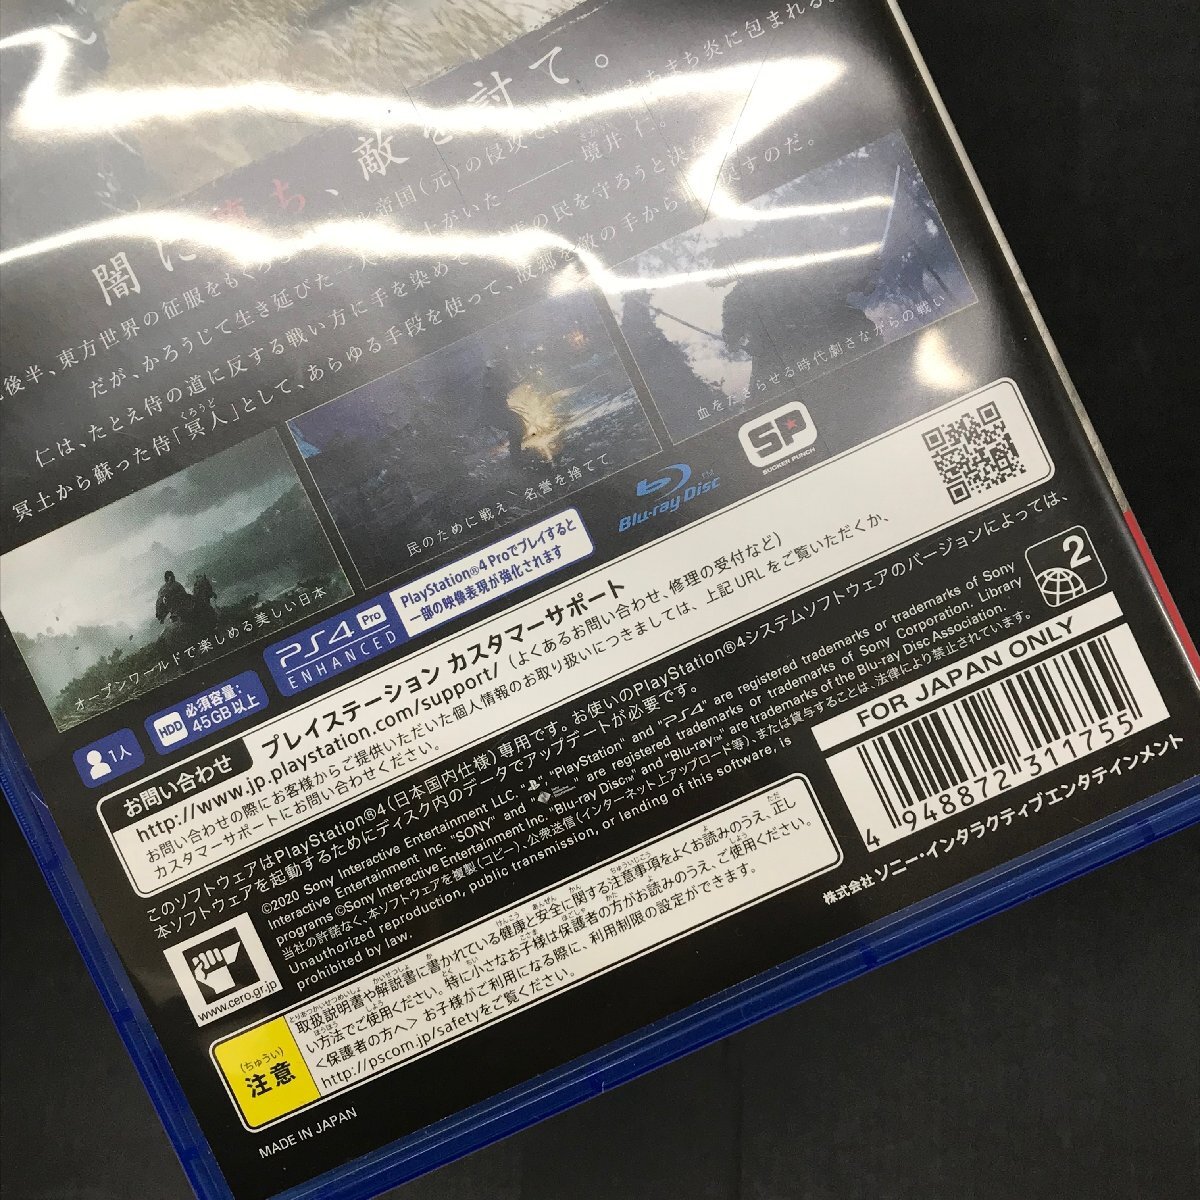 闇に堕ち、敵を討て。
後半、東方世界の征服をもくろむ 帝国(元)の侵攻で、 たちまち炎に包まれる。
だが、かろうじて生き延びた一人 上がいた――境井 仁。
仁は、たとえ侍の道に反する戦い方に手を染めて 民を守ろうと決意
冥土から蘇った侍「冥人」として、あらゆる手段を使って、故郷を敵の手から 戻すのだ。
くろうど
オープンワールドで楽しめる美しい日本
民のために戦え 名誉を捨てて
血をたぎらせる時代劇さながらの戦い
1人
HDD 必須容量:
45GB以上
PS4 Pro
ENHANCED
PlayStation®4 Proでプレイすると
一部の映像表現が強化されます
Blu-ray Disc™
SP
SUCKER PUNCH
お問い合わせ
プレイステーション カスタマーサポート
http://www.jp.playstation.com/support/ (よくあるお問い合わせ、修理の受付など)
お問い合わせの際にお客様からご提供いただいた個人情報のお取り扱いにつきましては、上記URLをご覧いただくか、
カスタマーサポートにお問い合わせください。
このソフトウェアはPlayStation®4(日本国内仕様)専用です。お使いのPlayStation®4システムソフトウェアのバージョンによっては、
本ソフトウェアを起動するためにディスク内のデータでアップデートが必要です。
2
©2020 Sony Interactive Entertainment LLC. "PlayStation" and "PS4" are registered trademarks or trademarks of Sony
Interactive Entertainment Inc. "SONY" and " " are registered trademarks or trademarks of Sony Corporation. Library
programs ©Sony Interactive Entertainment Inc. "Blu-ray Disc™" and "Blu-ray™" are trademarks of the Blu-ray Disc Association.
当社の許諾なく、本ソフトウェアを複製(コピー)、公衆送信(インターネット上アップロード等)、または貸与することは、法律により禁止されています。
Unauthorized reproduction, public transmission, or lending of this software, is
prohibited by law.
FOR JAPAN ONLY
4 948872 311755
株式会社 ソニー・インタラクティブエンタテインメント
www.cero.gr.jp
(ちゅうい)
注意
取扱説明書や解説書に書かれている健康と安全に関する注意事項をよくお読みのうえ、正し
い方法でご使用ください。特に小さなお子様は保護者の方がお読みのうえ、ご使用ください。
<保護者の方へ> お子様がご利用になる際に、利用制限の設定ができます。
http://pscom.jp/safetyをご覧ください。
MADE IN JAPAN